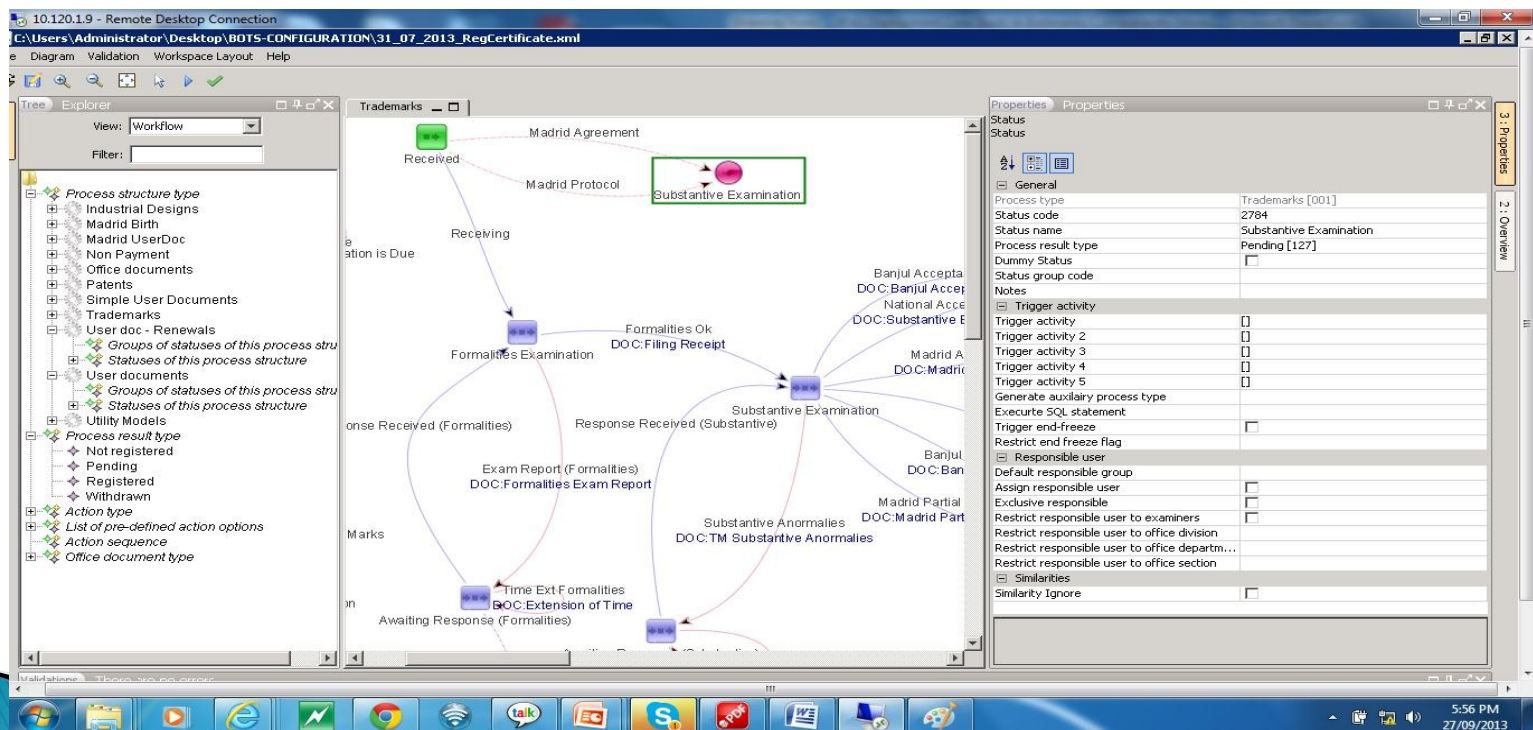 10.120.1.9 - Remote Desktop Connection
C:\Users\Administrator\Desktop\BOTS-CONFIGURATION\31_07_2013_RegCertificate.xml
e Diagram Validation Workspace Layout Help
Tree Explorer
View: Workflow
Filter:
Process structure type
Industrial Designs
Madrid Birth
Madrid UserDoc
Non Payment
Office documents
Patents
Simple User Documents
Trademarks
User doc - Renewals
Groups of statuses of this process stru
Statuses of this process structure
User documents
Groups of statuses of this process stru
Statuses of this process structure
Utility Models
Process result type
Not registered
Pending
Registered
Withdrawn
Action type
List of pre-defined action options
Action sequence
Office document type
Trademarks
Received
Madrid Agreement
Madrid Protocol
Substantive Examination
Receiving
e
ation is Due
Banjul Accepta
DOC:Banjul Accep
National Acce
DOC:Substantive E
Formalities Ok
DOC:Filing Receipt
Formalities Examination
Madrid A
DOC:Madric
Substantive Examination
onse Received (Formalities)
Response Received (Substantive)
Banjul
DOC:Ban
Exam Report (Formalities)
DOC:Formalities Exam Report
Madrid Partial
DOC:Madrid Part
Substantive Anormalies
DOC:TM Substantive Anormalies
Marks
Time Ext Formalities
DOC:Extension of Time
on
Awaiting Response (Formalities)
Properties Properties
Status
Status
General
Process type Trademarks [001]
Status code 2784
Status name Substantive Examination
Process result type Pending [127]
Dummy Status
Status group code
Notes
Trigger activity
Trigger activity []
Trigger activity 2 []
Trigger activity 3 []
Trigger activity 4 []
Trigger activity 5 []
Generate auxilairy process type
Execurte SQL statement
Trigger end-freeze
Restrict end freeze flag
Responsible user
Default responsible group
Assign responsible user
Exclusive responsible
Restrict responsible user to examiners
Restrict responsible user to office division
Restrict responsible user to office departm...
Restrict responsible user to office section
Similarities
Similarity Ignore
3 : Properties
2 : Overview
Validations There are no errors
talk
PDF
5:56 PM
27/09/2013